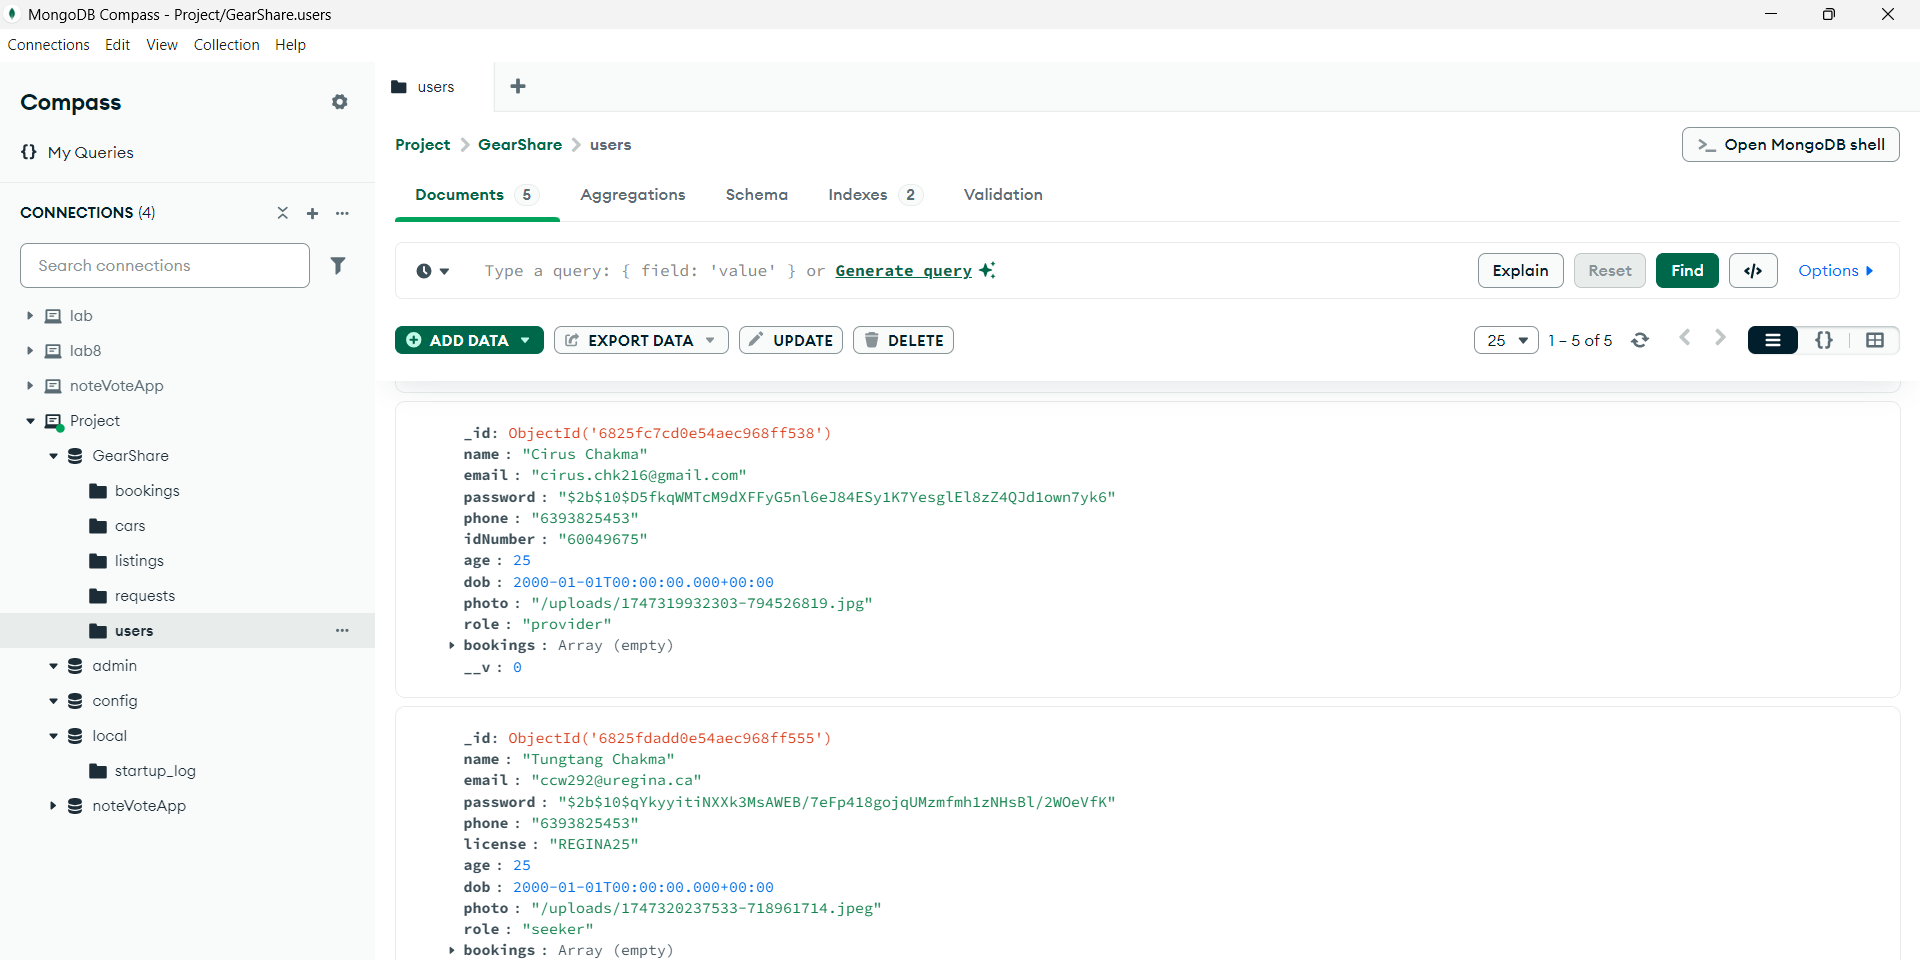 MongoDB Compass - Project/GearShare.users
Connections Edit View Collection Help
Compass
{} My Queries
CONNECTIONS (4)
Search connections
lab
lab8
noteVoteApp
Project
GearShare
bookings
cars
listings
requests
users
admin
config
local
startup_log
noteVoteApp
users
Project > GearShare > users
>_ Open MongoDB shell
Documents 5 Aggregations Schema Indexes 2 Validation
Type a query: { field: 'value' } or Generate query
Explain Reset Find </> Options
ADD DATA EXPORT DATA UPDATE DELETE
25 1 – 5 of 5 {}
_id: ObjectId('6825fc7cd0e54aec968ff538')
name : "Cirus Chakma"
email : "cirus.chk216@gmail.com"
password : "$2b$10$D5fkqWMTcM9dXFFyG5nl6eJ84ESy1K7YesglEl8zZ4QJd1own7yk6"
phone : "6393825453"
idNumber : "60049675"
age : 25
dob : 2000-01-01T00:00:00.000+00:00
photo : "/uploads/1747319932303-794526819.jpg"
role : "provider"
bookings : Array (empty)
__v : 0
_id: ObjectId('6825fdadd0e54aec968ff555')
name : "Tungtang Chakma"
email : "ccw292@uregina.ca"
password : "$2b$10$qYkyyitiNXXk3MsAWEB/7eFp418gojqUMzmfmh1zNHsBl/2WOeVfK"
phone : "6393825453"
license : "REGINA25"
age : 25
dob : 2000-01-01T00:00:00.000+00:00
photo : "/uploads/1747320237533-718961714.jpeg"
role : "seeker"
bookings : Array (empty)